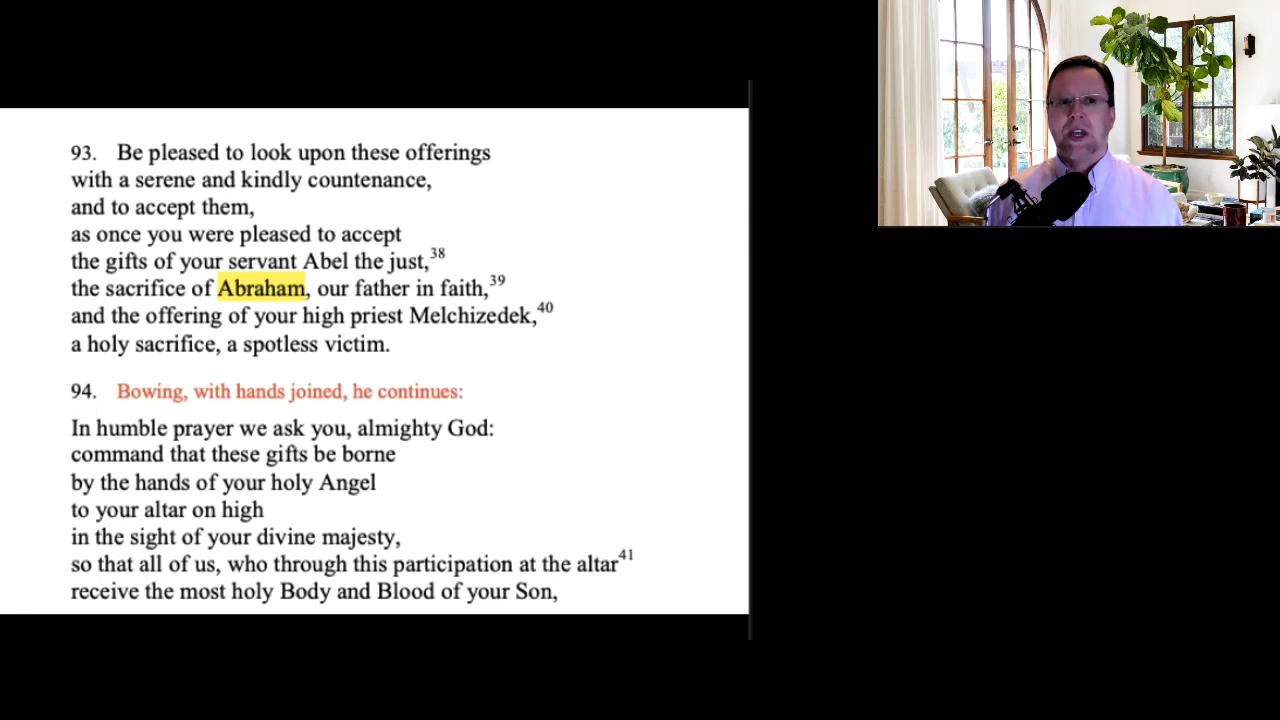 93. Be pleased to look upon these offerings
with a serene and kindly countenance,
and to accept them,
as once you were pleased to accept
the gifts of your servant Abel the just,38
the sacrifice of Abraham, our father in faith,39
and the offering of your high priest Melchizedek,40
a holy sacrifice, a spotless victim.
94. Bowing, with hands joined, he continues:
In humble prayer we ask you, almighty God:
command that these gifts be borne
by the hands of your holy Angel
to your altar on high
in the sight of your divine majesty,
so that all of us, who through this participation at the altar41
receive the most holy Body and Blood of your Son,